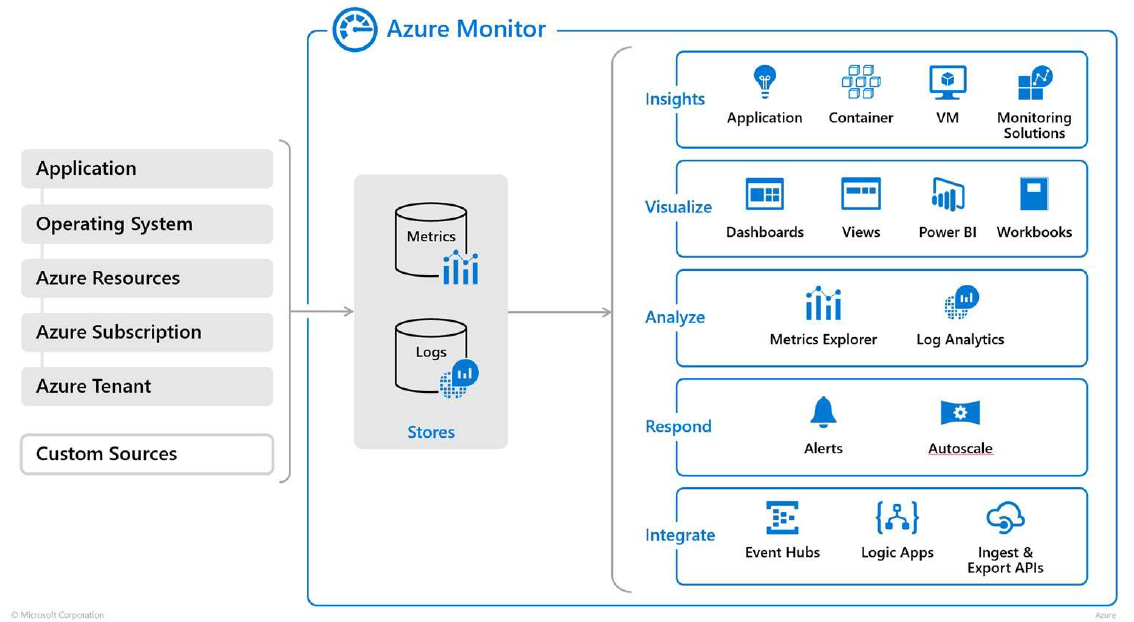 Azure Monitor
Application
Operating System
Azure Resources
Azure Subscription
Azure Tenant
Custom Sources
Metrics
Logs
Stores
Insights
Application
Container
VM
Monitoring
Solutions
Visualize
Dashboards
Views
Power BI
Workbooks
Analyze
Metrics Explorer
Log Analytics
Respond
Alerts
Autoscale
Integrate
Event Hubs
Logic Apps
Ingest &
Export APIs
© Microsoft Corporation
Azure